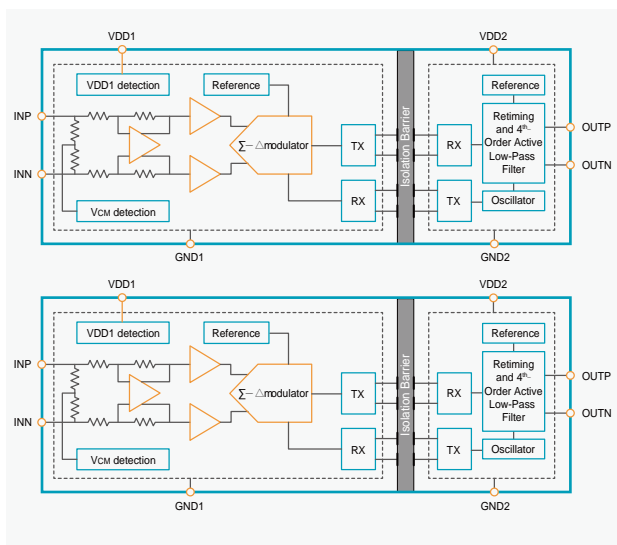 VDD1
VDD2
VDD1 detection
Reference
Reference
INP
INN
Σ-△modulator
TX
RX
Isolation Barrier
RX
TX
Retiming
and 4th-
Order Active
Low-Pass
Filter
Oscillator
OUTP
OUTN
VCM detection
GND1
GND2
VDD1
VDD2
VDD1 detection
Reference
Reference
INP
INN
Σ-△modulator
TX
RX
Isolation Barrier
RX
TX
Retiming
and 4th-
Order Active
Low-Pass
Filter
Oscillator
OUTP
OUTN
VCM detection
GND1
GND2